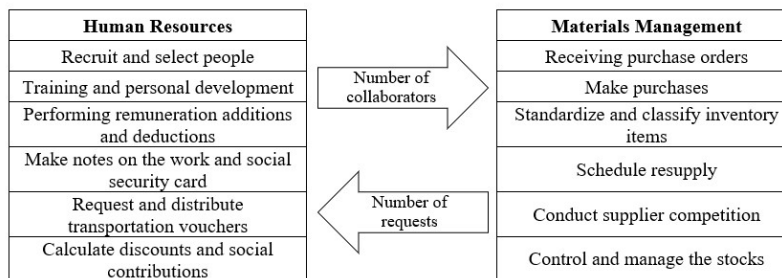 Human Resources
Recruit and select people
Training and personal development
Performing remuneration additions
and deductions
Make notes on the work and social
security card
Request and distribute
transportation vouchers
Calculate discounts and social
contributions
Number of
collaborators
Number of
requests
Materials Management
Receiving purchase orders
Make purchases
Standardize and classify inventory
items
Schedule resupply
Conduct supplier competition
Control and manage the stocks